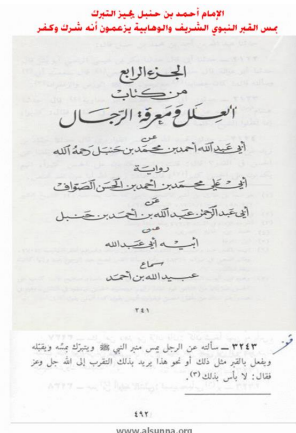 الإمام أحمد بن حنبل يجيز التبرك
بمس القبر النبوي الشريف والوهابية يزعمون أنه شرك وكفر
الجزء الرابع
من كتاب
العلل ومعرفة الرجال
عن
أبي عبد الله أحمد بن محمد بن حنبل رحمه الله
رواية
أبي علي محمد بن أحمد بن الحسن الصواف
عن
أبي عبد الرحمن عبد الله بن أحمد بن حنبل
عن
أبيه أبي عبد الله
سماع
عبيد الله بن أحمد
٢٤١
٣٢٤٣ ــ سألته عن الرجل يمس منبر النبي ﷺ ويتبرك بمسه ويقبله
ويفعل بالقبر مثل ذلك أو نحو هذا يريد بذلك التقرب إلى الله جل وعز
فقال: لا بأس بذلك(٣).
٤٩٢
www.alsunna.org